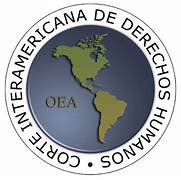 CORTE INTERAMERICANA DE DERECHOS HUMANOS •
OEA